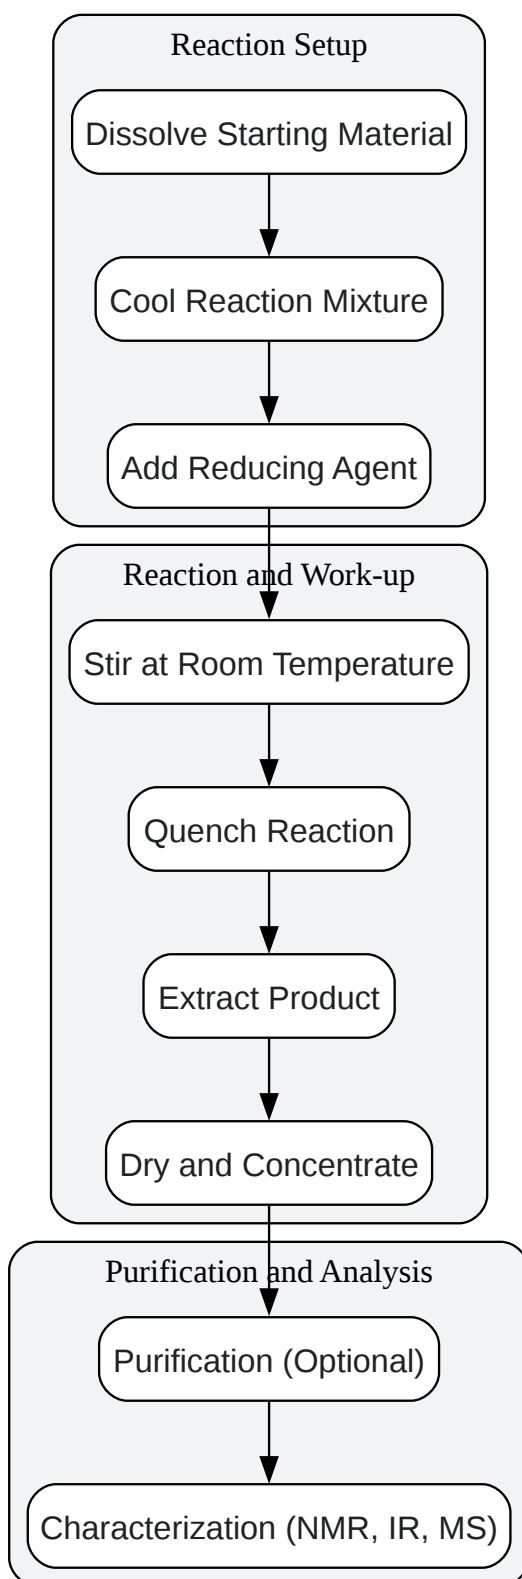 Reaction Setup
Dissolve Starting Material
Cool Reaction Mixture
Add Reducing Agent
Reaction and Work-up
Stir at Room Temperature
Quench Reaction
Extract Product
Dry and Concentrate
Purification and Analysis
Purification (Optional)
Characterization (NMR, IR, MS)